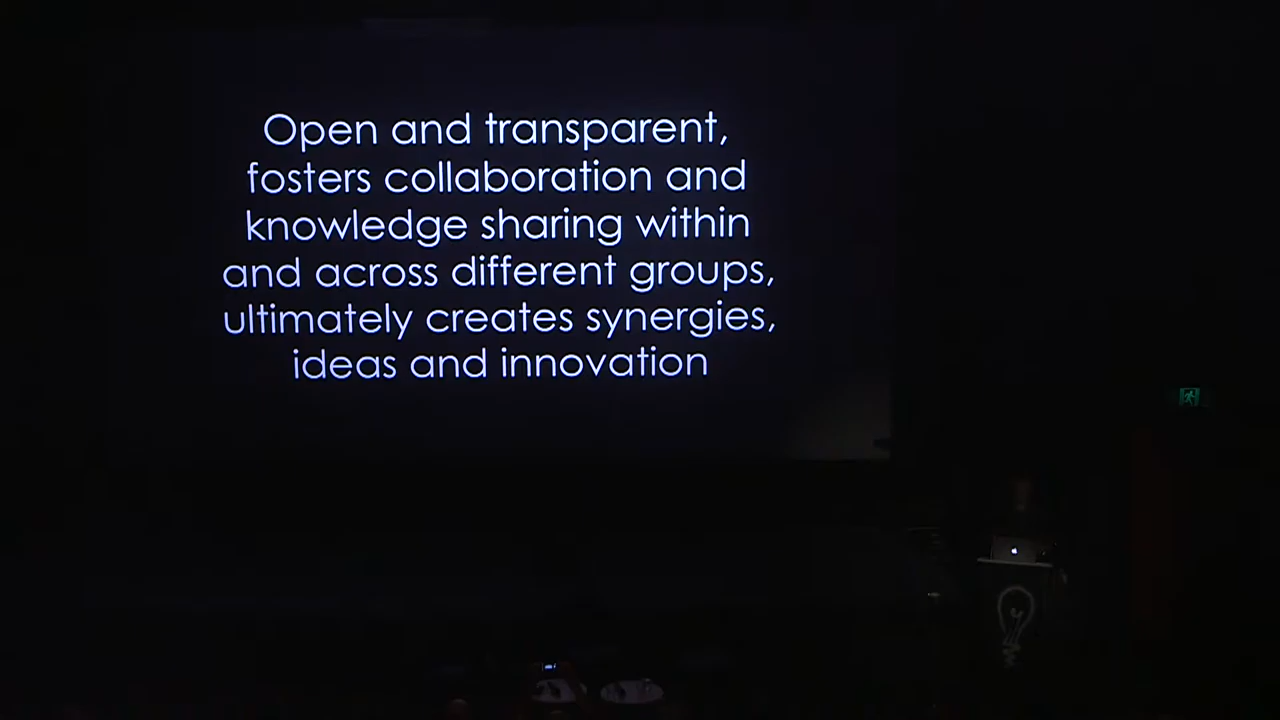 Open and transparent,
fosters collaboration and
knowledge sharing within
and across different groups,
ultimately creates synergies,
ideas and innovation